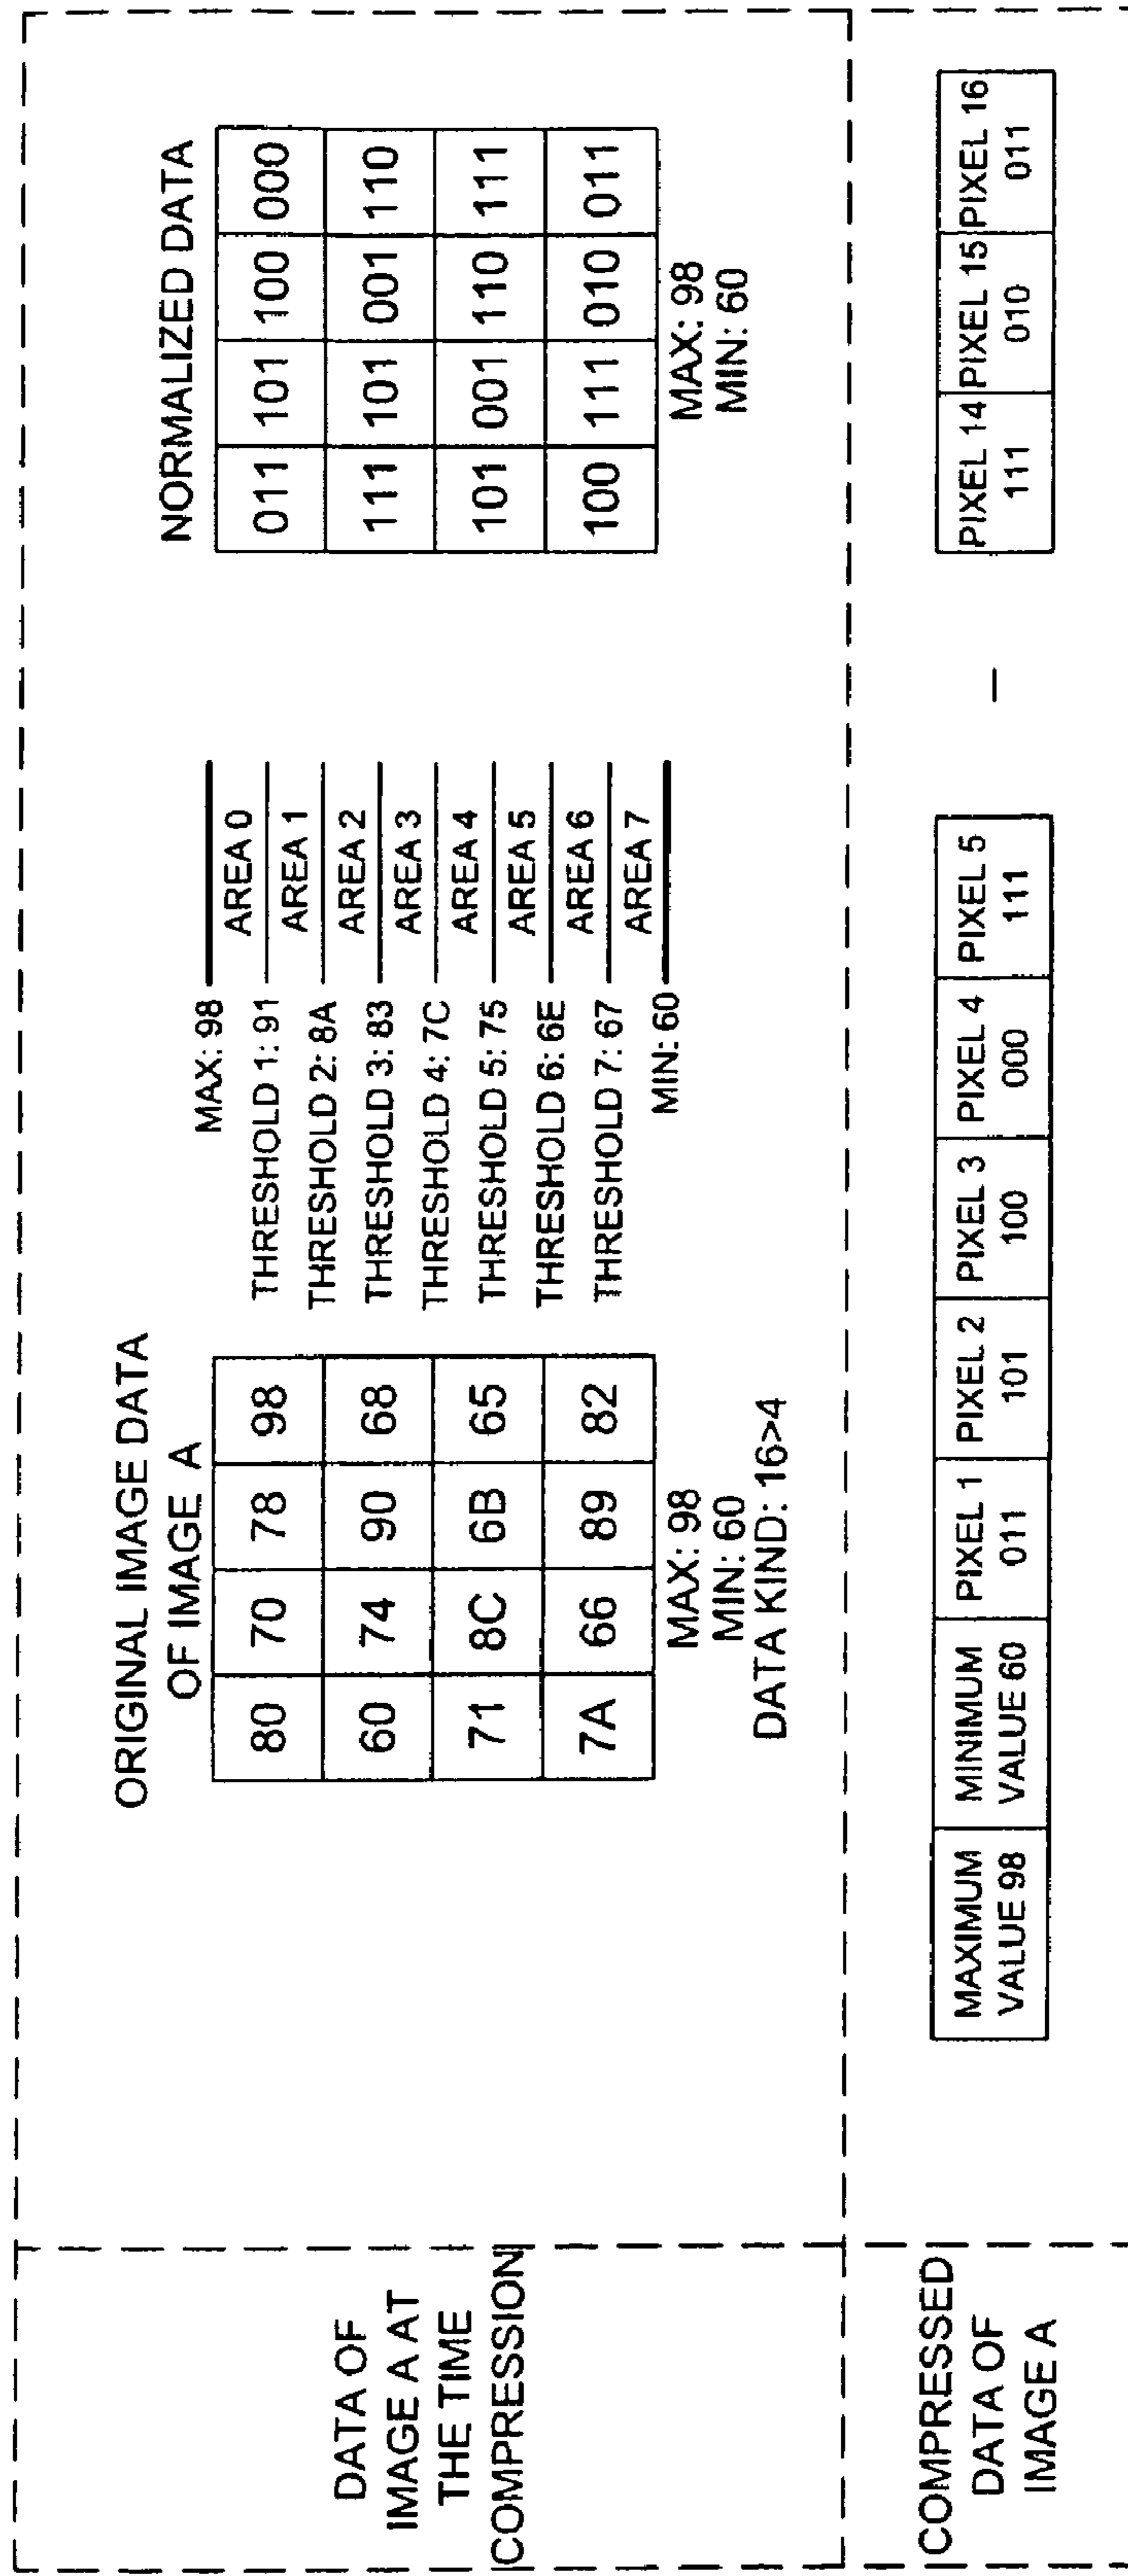 DATA OF
IMAGE A AT
THE TIME
COMPRESSION
ORIGINAL IMAGE DATA
OF IMAGE A
80 70 78 98
60 74 90 68
71 8C 6B 65
7A 66 89 82
MAX: 98
MIN: 60
DATA KIND: 16>4
MAX: 98
AREA 0
THRESHOLD 1: 91
AREA 1
THRESHOLD 2: 8A
AREA 2
THRESHOLD 3: 83
AREA 3
THRESHOLD 4: 7C
AREA 4
THRESHOLD 5: 75
AREA 5
THRESHOLD 6: 6E
AREA 6
THRESHOLD 7: 67
AREA 7
MIN: 60
NORMALIZED DATA
011 101 100 000
111 101 001 110
101 001 110 111
100 111 010 011
MAX: 98
MIN: 60
COMPRESSED
DATA OF
IMAGE A
MAXIMUM
VALUE 98
MINIMUM
VALUE 60
PIXEL 1
011
PIXEL 2
101
PIXEL 3
100
PIXEL 4
000
PIXEL 5
111
–
PIXEL 14
111
PIXEL 15
010
PIXEL 16
011